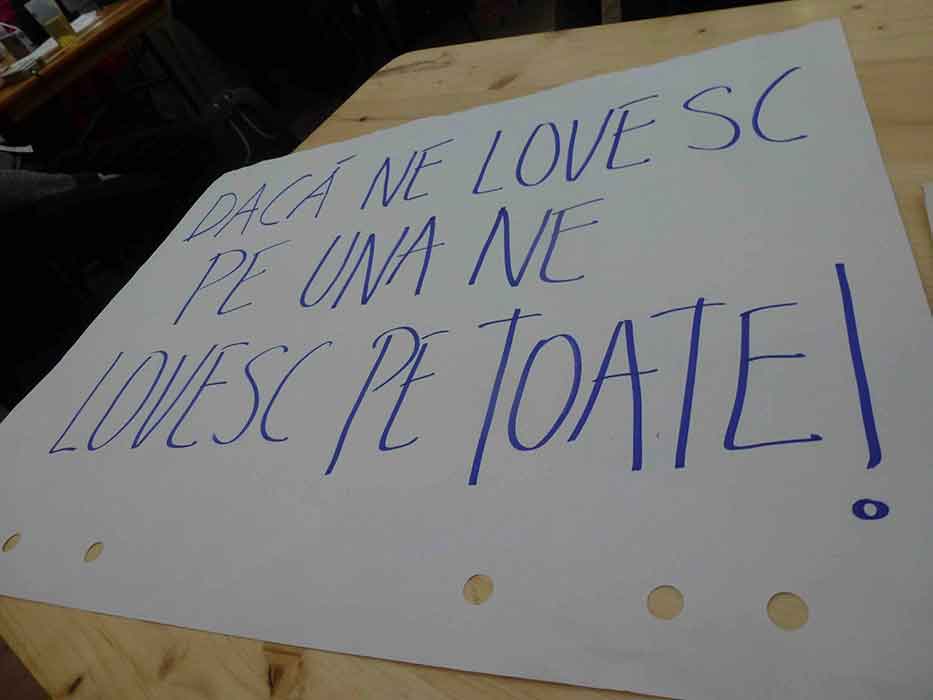 DACĂ NE LOVESC
PE UNA NE
LOVESC PE TOATE!